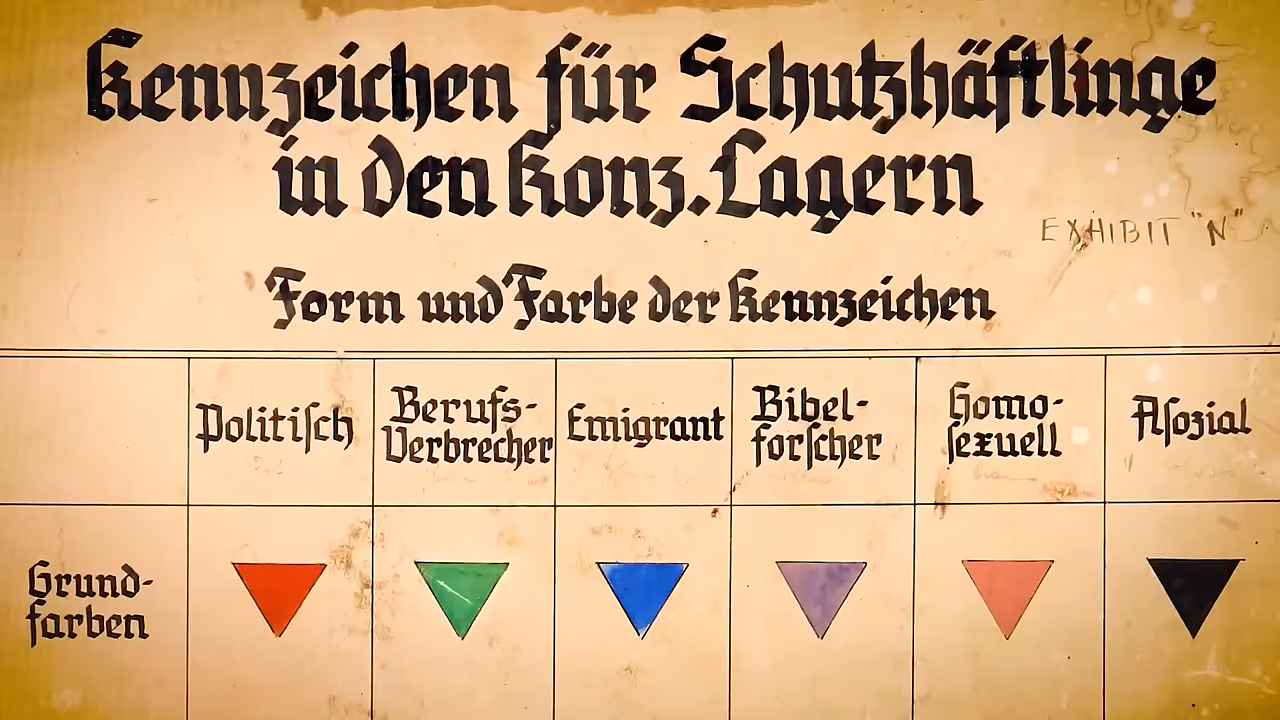 Kennzeichen für Schutzhäftlinge
in den Konz.Lagern
EXHIBIT "N"
Form und Farbe der Kennzeichen
Politisch
Berufs-
Verbrecher
Emigrant
Bibel-
forscher
Homo-
sexuell
Asozial
Grund-
farben